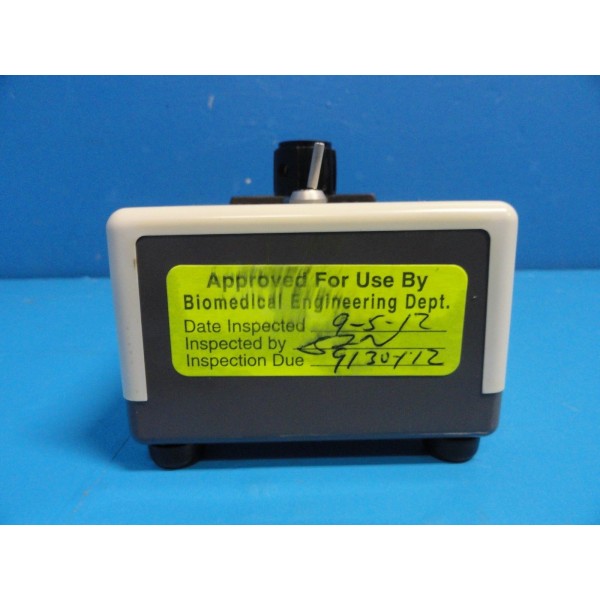 Approved For Use By
Biomedical Engineering Dept.
Date Inspected 9-5-12
Inspected by
Inspection Due 9/30/12